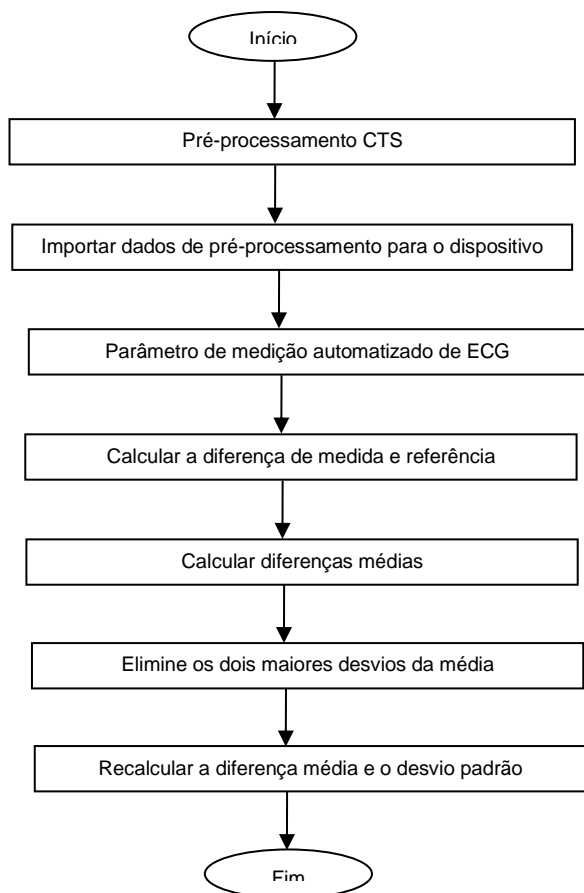 Início
Pré-processamento CTS
Importar dados de pré-processamento para o dispositivo
Parâmetro de medição automatizado de ECG
Calcular a diferença de medida e referência
Calcular diferenças médias
Elimine os dois maiores desvios da média
Recalcular a diferença média e o desvio padrão
Fim